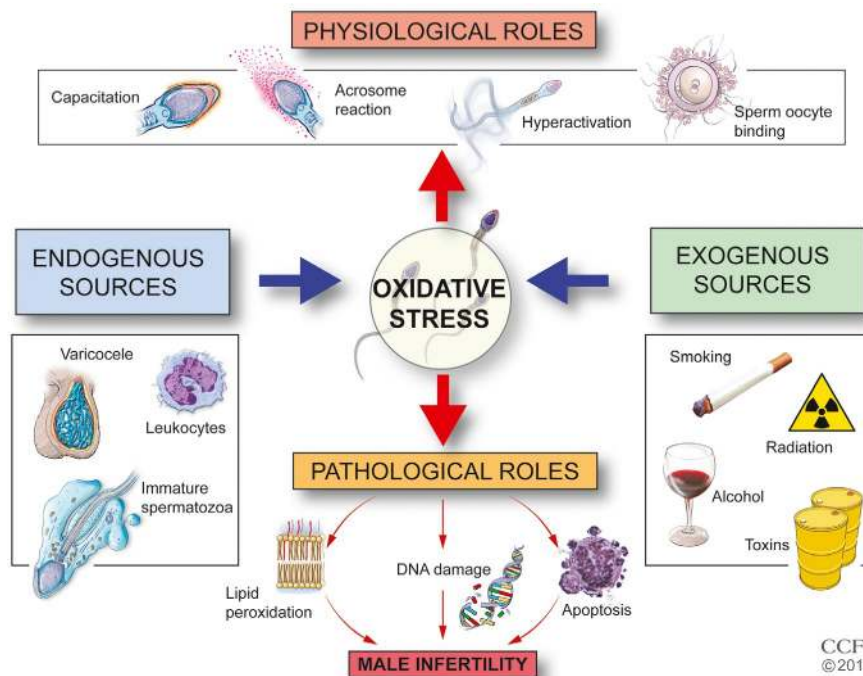 PHYSIOLOGICAL ROLES
Capacitation
Acrosome
reaction
Hyperactivation
Sperm oocyte
binding
ENDOGENOUS
SOURCES
OXIDATIVE
STRESS
EXOGENOUS
SOURCES
Varicocele
Leukocytes
Immature
spermatozoa
Smoking
Radiation
Alcohol
Toxins
PATHOLOGICAL ROLES
Lipid
peroxidation
DNA damage
Apoptosis
MALE INFERTILITY
CCF
©201